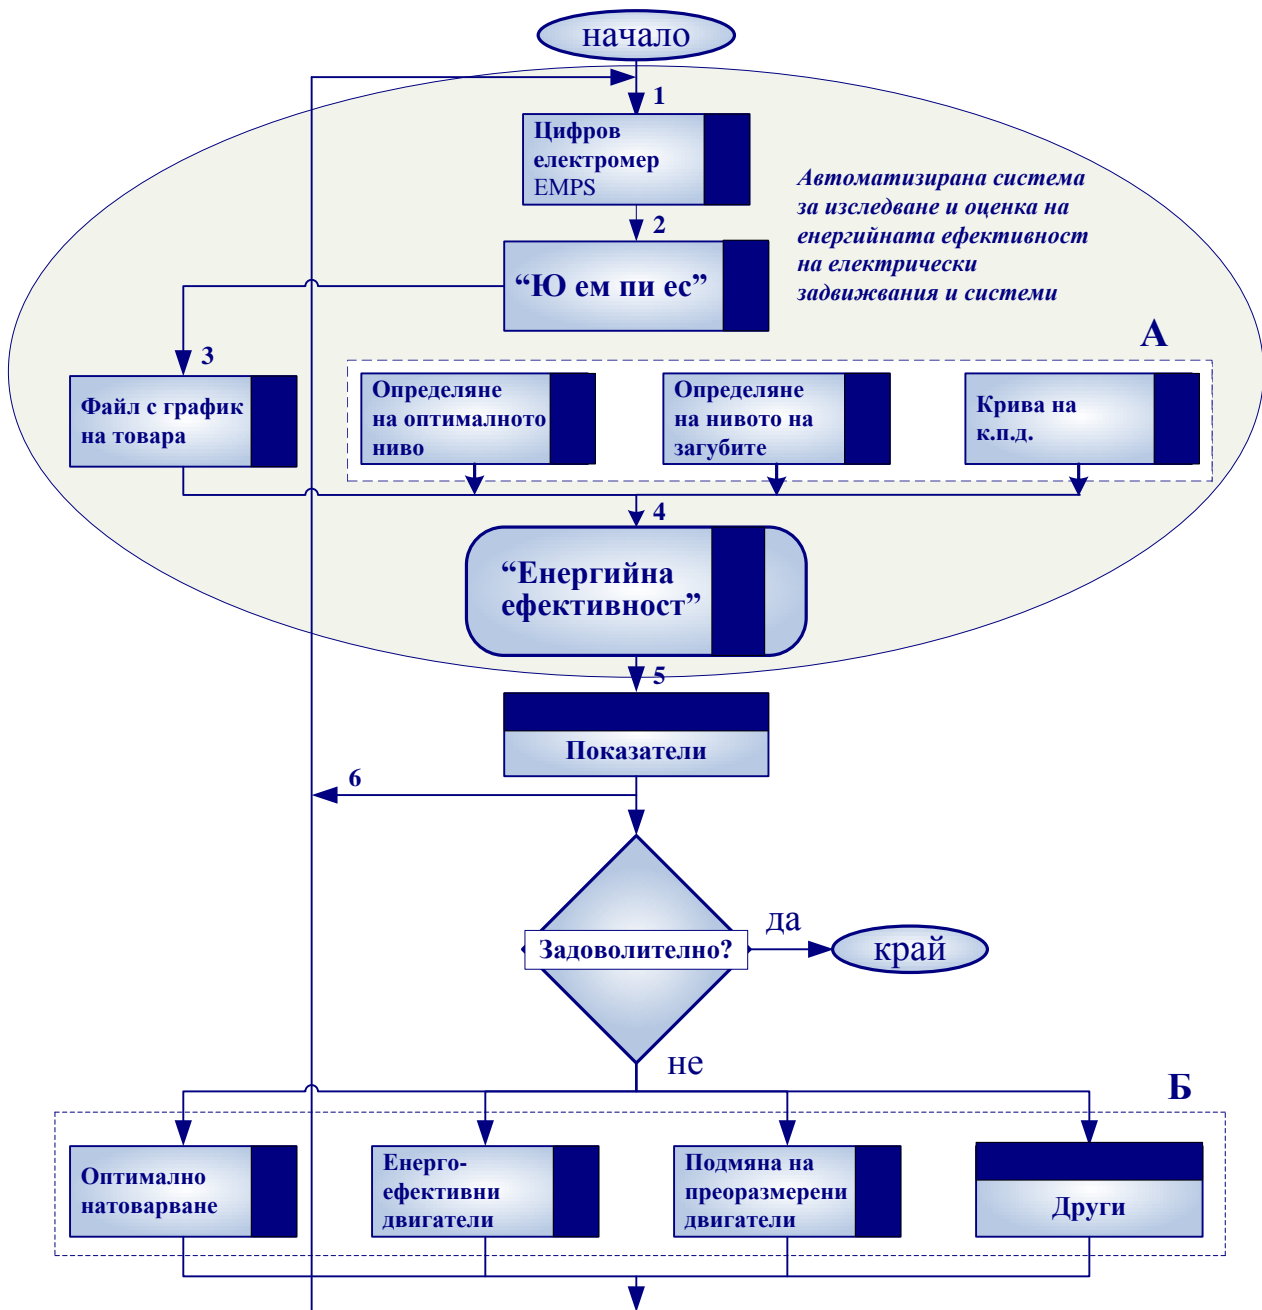 начало
1
Цифров
електромер
EMPS
Автоматизирана система
за изследване и оценка на
енергийната ефективност
на електрически
задвижвания и системи
2
“Ю ем пи ес”
А
3
Файл с график
на товара
Определяне
на оптималното
ниво
Определяне
на нивото на
загубите
Крива на
к.п.д.
4
“Енергийна
ефективност”
5
Показатели
6
Задоволително?
да
край
не
Б
Оптимално
натоварване
Енерго-
ефективни
двигатели
Подмяна на
преоразмерени
двигатели
Други